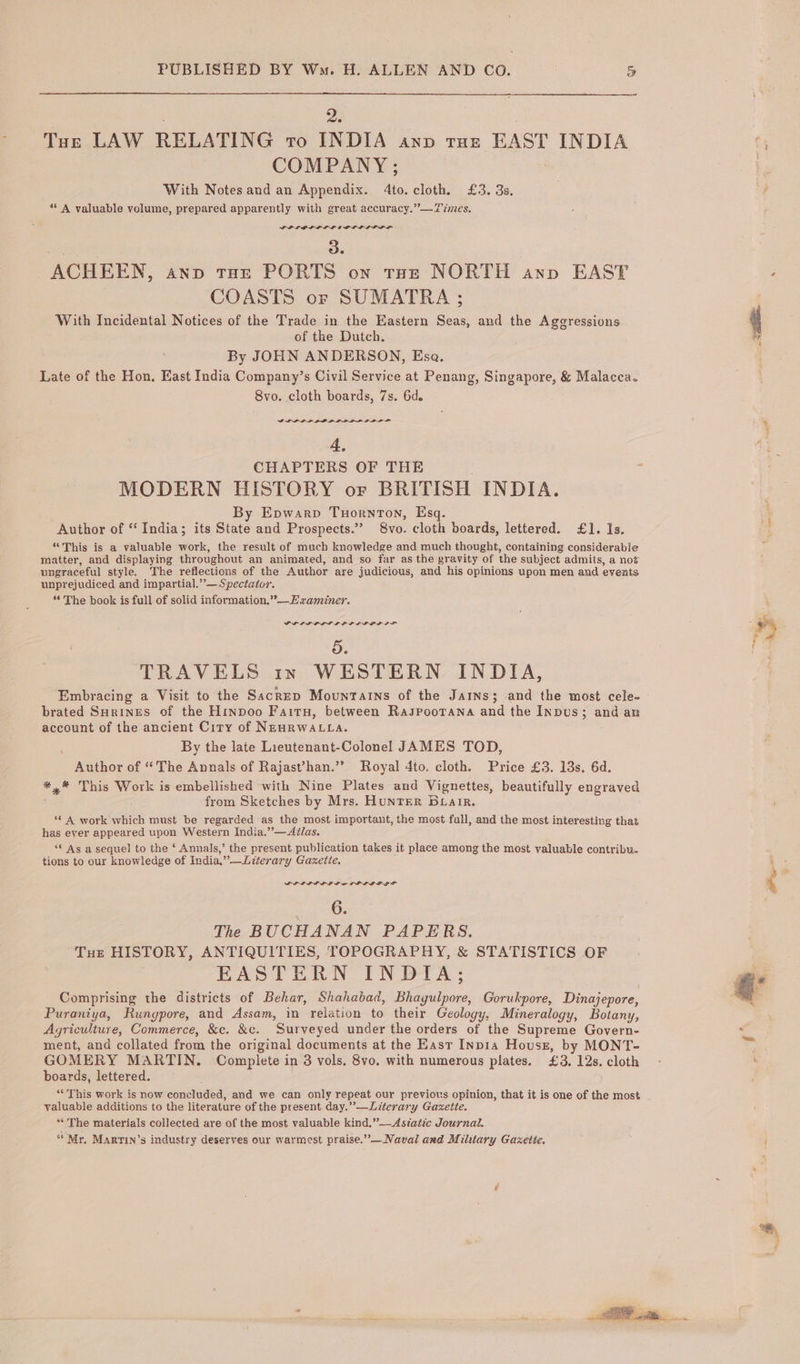 PUBLISHED BY WM. H. ALLEN AND CO. 5
2.
THE LAW RELATING TO INDIA AND THE EAST INDIA
COMPANY;
With Notes and an Appendix. 4to. cloth. £3. 3s.
“ A valuable volume, prepared apparently with great accuracy.”—Times.
3.
ACHEEN, AND THE PORTS ON THE NORTH AND EAST
COASTS OF SUMATRA;
With Incidental Notices of the Trade in the Eastern Seas, and the Aggressions
of the Dutch.
By JOHN ANDERSON, ESQ.
Late of the Hon. East India Company’s Civil Service at Penang, Singapore, & Malacca.
8vo. cloth boards, 7s. 6d.
4.
CHAPTERS OF THE
MODERN HISTORY OF BRITISH INDIA.
By EDWARD THORNTON, Esq.
Author of “ India; its State and Prospects.” 8vo. cloth boards, lettered. £1. 1s.
“ This is a valuable work, the result of much knowledge and much thought, containing considerable
matter, and displaying throughout an animated, and so far as the gravity of the subject admits, a not
ungraceful style. The reflections of the Author are judicious, and his opinions upon men and events
unprejudiced and impartial.”—Spectator.
“ The book is full of solid information.”—Examiner.
5.
TRAVELS IN WESTERN INDIA,
Embracing a Visit to the SACRED MOUNTAINS of the JAINS; and the most cele-
brated SHRINES of the HINDOO FAITH, between RAJPOOTANA and the INDUS; and an
account of the ancient CITY of NEHRWALLA.
By the late Lieutenant-Colonel JAMES TOD,
Author of “ The Annals of Rajast’han.” Royal 4to. cloth. Price £3. 13s. 6d.
*** This Work is embellished with Nine Plates and Vignettes, beautifully engraved
from Sketches by Mrs. HUNTER BLAIR.
“ A work which must be regarded as the most important, the most full, and the most interesting that
has ever appeared upon Western India.”—Atlas.
“ As a sequel to the ‘ Annals,’ the present publication takes it place among the most valuable contribu-
tions to our knowledge of India.”—Literary Gazette.
6.
The BUCHANAN PAPERS.
THE HISTORY, ANTIQUITIES, TOPOGRAPHY, & STATISTICS OF
EASTERN INDIA;
Comprising the districts of Behar, Shahabad, Bhagulpore, Gorukpore, Dinajepore,
Puraniya, Rungpore, and Assam, in relation to their Geology, Mineralogy, Botany,
Agriculture, Commerce, &c. &c. Surveyed under the orders of the Supreme Govern-
ment, and collated from the original documents at the EAST INDIA HOUSE, by MONT-
GOMERY MARTIN. Complete in 3 vols. 8vo. with numerous plates. £3. 12s. cloth
boards, lettered.
“ This work is now concluded, and we can only repeat our previous opinion, that it is one of the most
valuable additions to the literature of the present day.”—Literary Gazette.
“ The materials collected are of the most valuable kind.”—Asiatic Journal.
“ Mr. MARTIN’s industry deserves our warmest praise.”—Naval and Military Gazette.